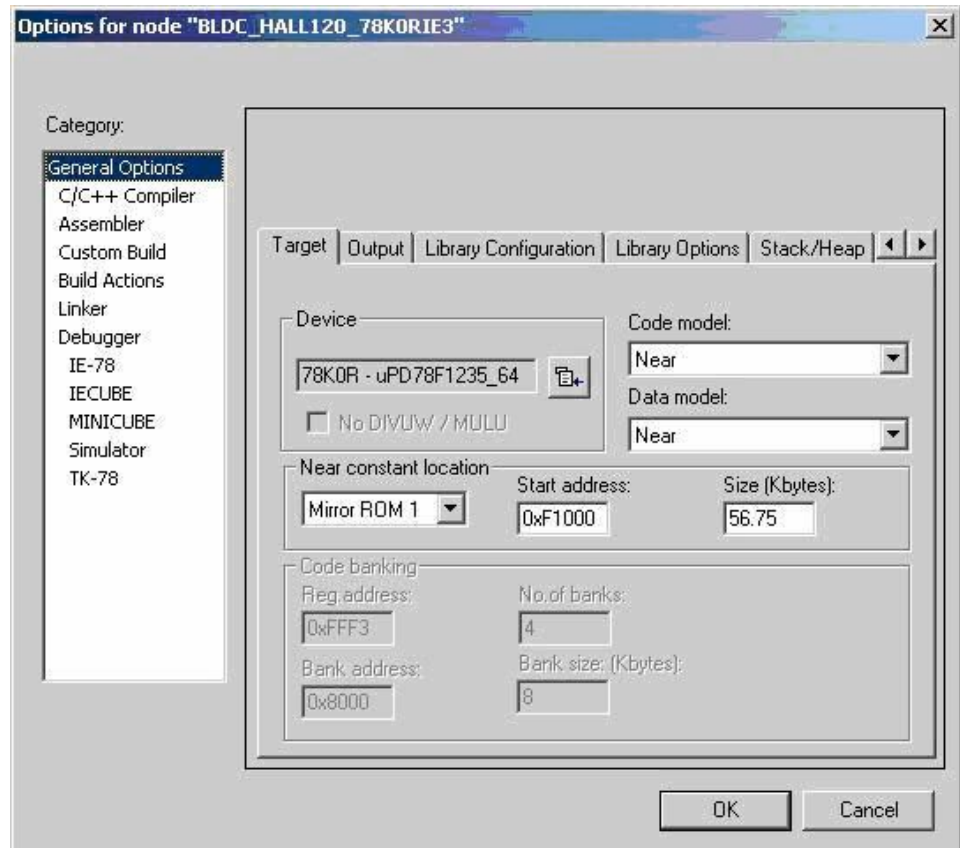 Options for node "BLDC_HALL120_78K0RIE3"
Category:
General Options
C/C++ Compiler
Assembler
Custom Build
Build Actions
Linker
Debugger
IE-78
IECUBE
MINICUBE
Simulator
TK-78
Target Output Library Configuration Library Options Stack/Heap
Device
78K0R - uPD78F1235_64
No DIVUW / MULU
Code model:
Near
Data model:
Near
Near constant location
Mirror ROM 1
Start address:
0xF1000
Size (Kbytes):
56.75
Code banking
Reg.address:
0xFFF3
No.of banks:
4
Bank address:
0x8000
Bank size: (Kbytes):
8
OK Cancel